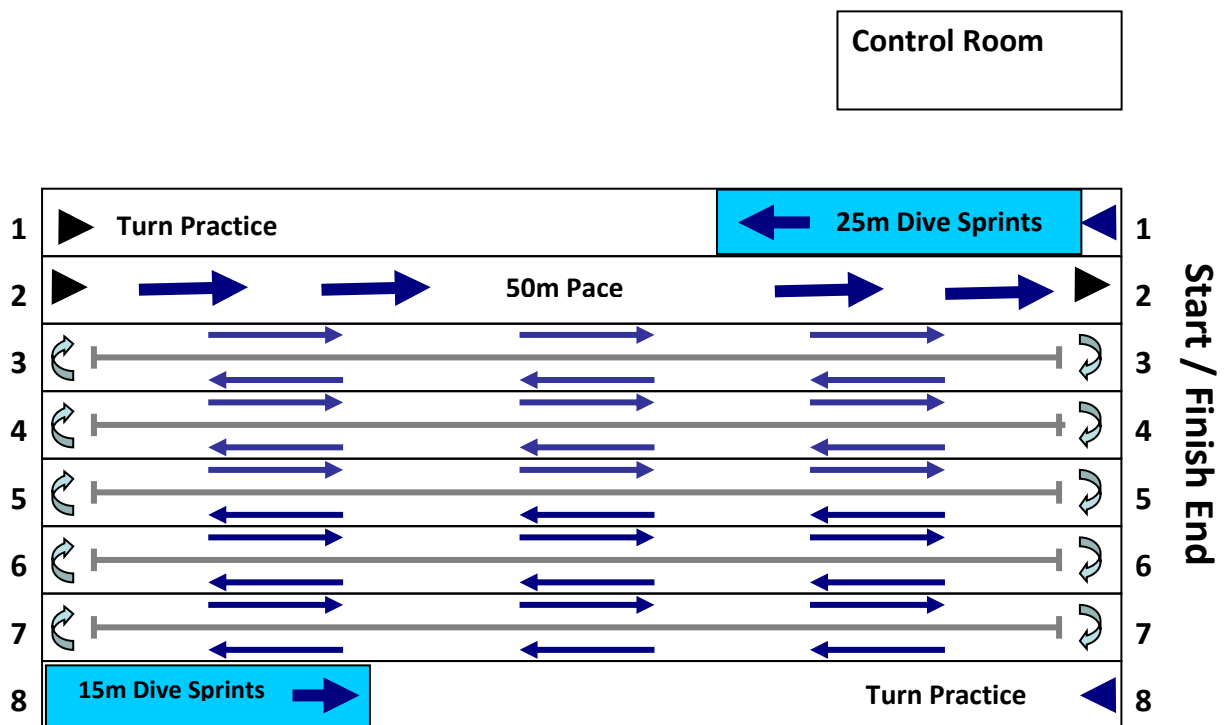 Control Room
1 Turn Practice 25m Dive Sprints 1
2 50m Pace 2
3 3
4 4
5 5
6 6
7 7
8 15m Dive Sprints Turn Practice 8
Start / Finish End